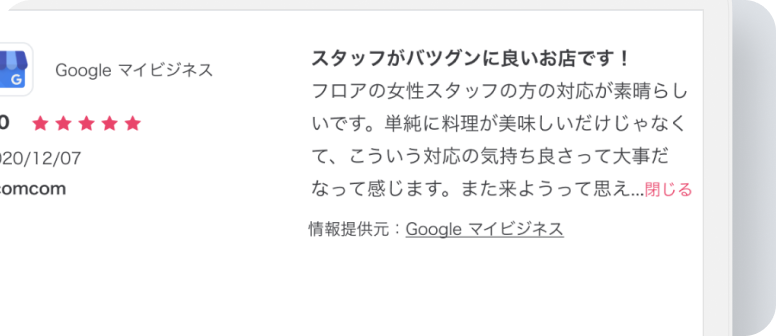 Google マイビジネス
0 ★★★★★
020/12/07
comcom
スタッフがバツグンに良いお店です！
フロアの女性スタッフの方の対応が素晴らし
いです。単純に料理が美味しいだけじゃなく
て、こういう対応の気持ち良さって大事だ
なって感じます。また来ようって思え...閉じる
情報提供元：Google マイビジネス